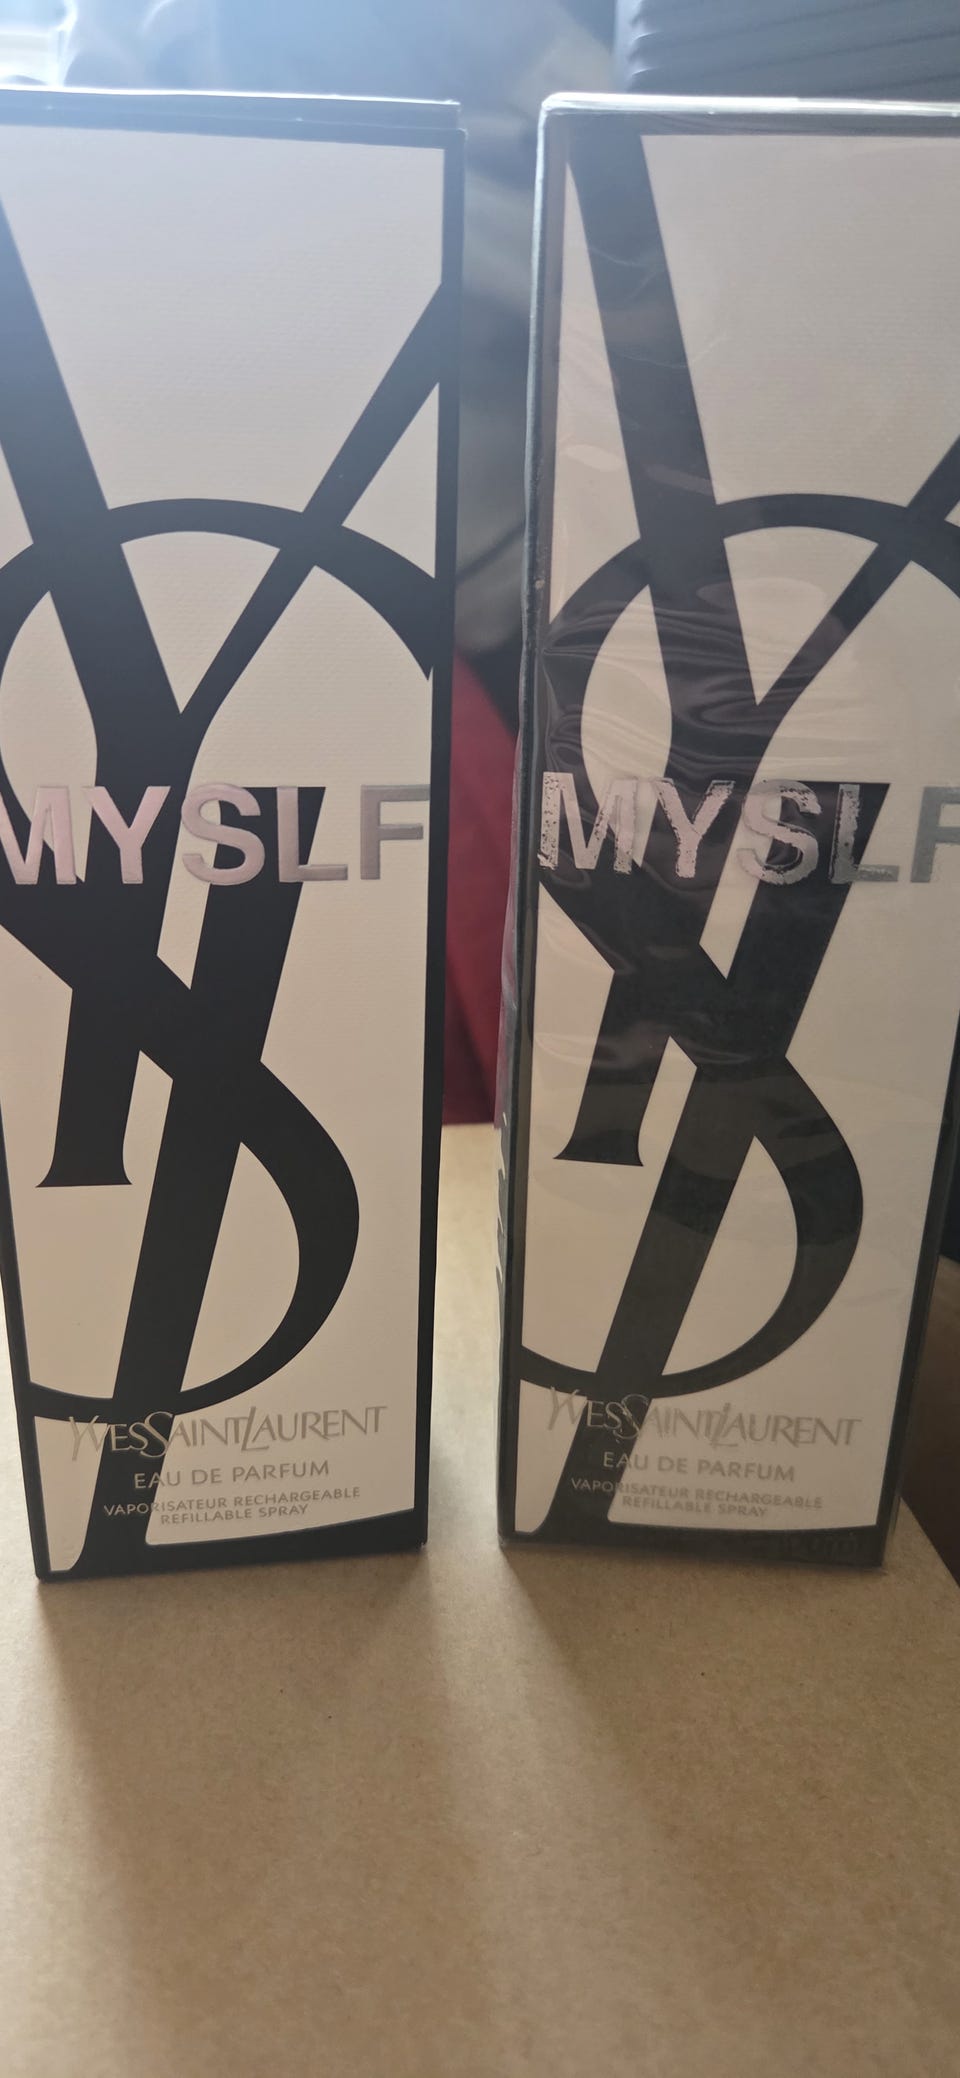 MYSLF
YVESSAINTLAURENT
EAU DE PARFUM
VAPORISATEUR RECHARGEABLE
REFILLABLE SPRAY
MYSLF
YVESSAINTLAURENT
EAU DE PARFUM
VAPORISATEUR RECHARGEABLE
REFILLABLE SPRAY